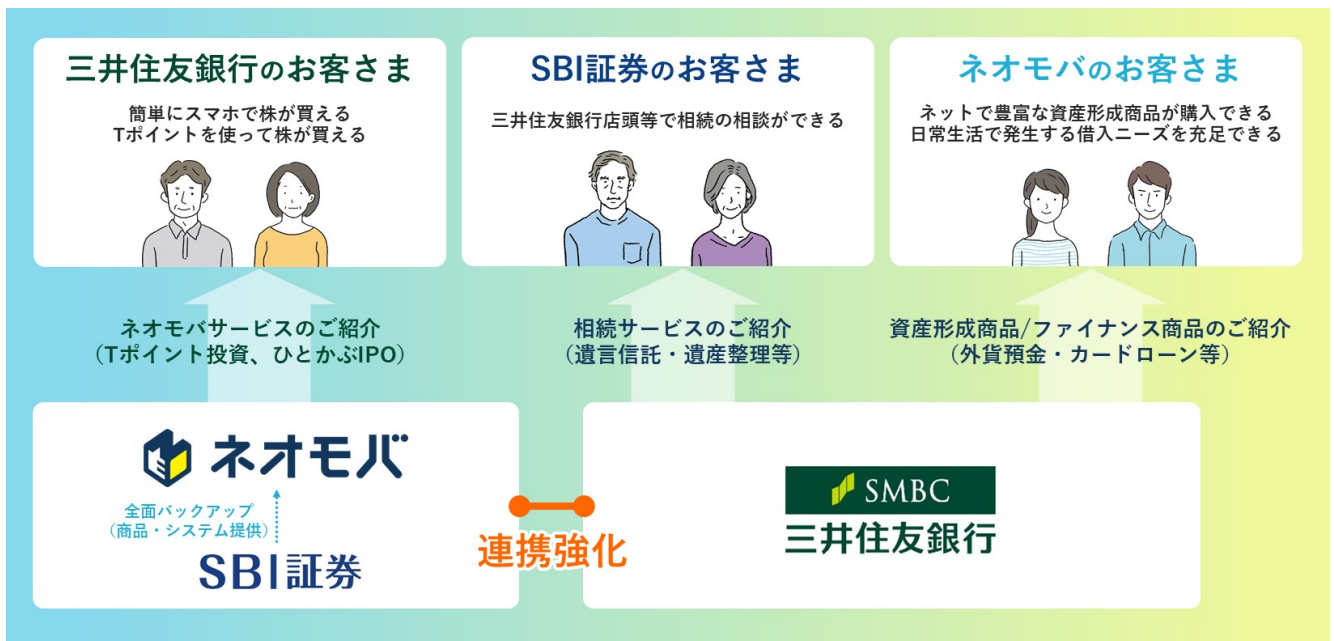 三井住友銀行のお客さま
簡単にスマホで株が買える
Tポイントを使って株が買える
SBI証券のお客さま
三井住友銀行店頭等で相続の相談ができる
ネオモバのお客さま
ネットで豊富な資産形成商品が購入できる
日常生活で発生する借入ニーズを充足できる
ネオモバサービスのご紹介
(Tポイント投資、ひとかぶIPO)
相続サービスのご紹介
(遺言信託・遺産整理等)
資産形成商品/ファイナンス商品のご紹介
(外貨預金・カードローン等)
ネオモバ
全面バックアップ
(商品・システム提供)
SBI証券
連携強化
SMBC
三井住友銀行